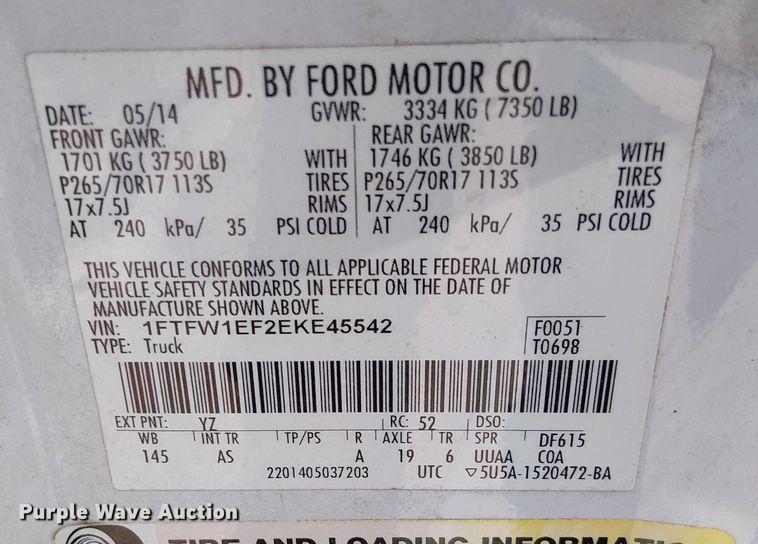 MFD. BY FORD MOTOR CO.
DATE: 05/14 GVWR: 3334 KG ( 7350 LB)
FRONT GAWR: REAR GAWR:
1701 KG ( 3750 LB) WITH 1746 KG ( 3850 LB) WITH
P265/70R17 113S TIRES P265/70R17 113S TIRES
17x7.5J RIMS 17x7.5J RIMS
AT 240 kPa/ 35 PSI COLD AT 240 kPa/ 35 PSI COLD
THIS VEHICLE CONFORMS TO ALL APPLICABLE FEDERAL MOTOR
VEHICLE SAFETY STANDARDS IN EFFECT ON THE DATE OF
MANUFACTURE SHOWN ABOVE.
VIN: 1FTFW1EF2EKE45542 F0051
TYPE: Truck T0698
EXT PNT: YZ RC: 52 DSO:
WB INT TR TP/PS R AXLE TR SPR DF615
145 AS A 19 6 UUAA COA
2201405037203 UTC ▽5U5A-1520472-BA
Purple Wave Auction
TIRE AND LOADING INFORMATIO